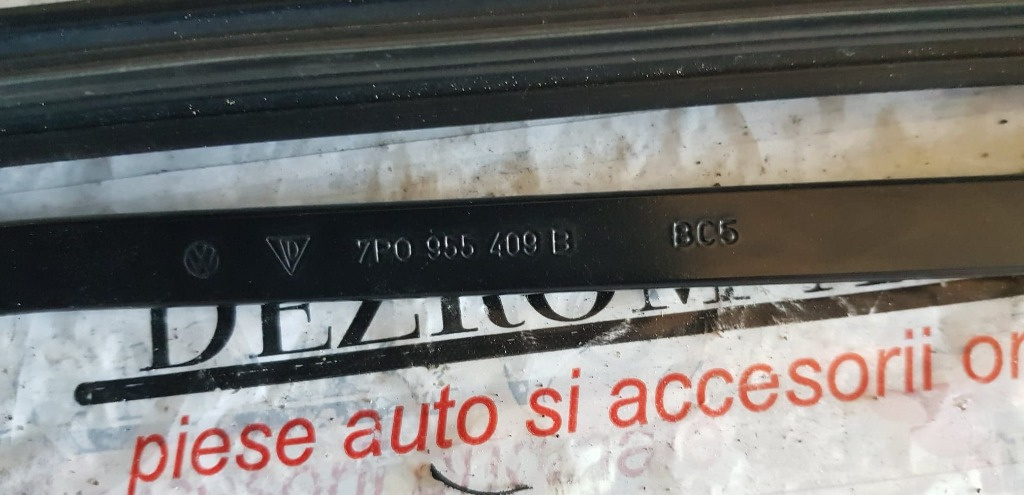 7P0 955 409 B BC5
DEZROM
piese auto si accesorii or